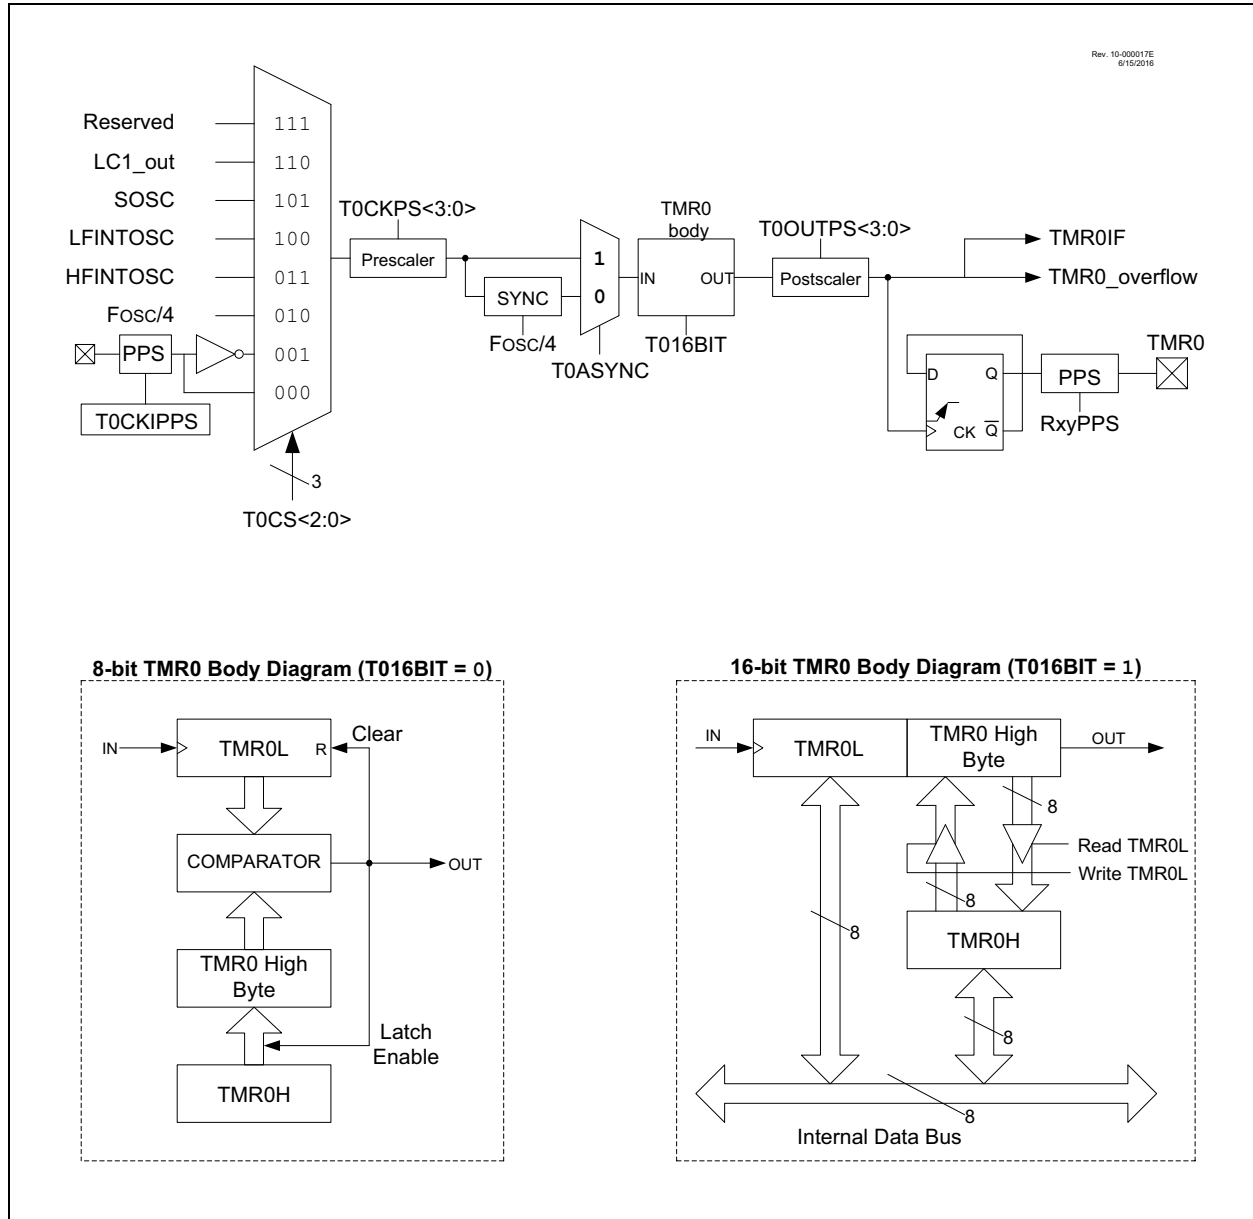 Rev. 10-000017E
6/15/2016
Reserved
111
LC1_out
110
SOSC
101
LFINTOSC
100
HFINTOSC
011
FOSC/4
010
PPS
001
000
T0CKIPPS
3
T0CS<2:0>
T0CKPS<3:0>
Prescaler
SYNC
FOSC/4
1
0
T0ASYNC
TMR0
body
IN
OUT
T016BIT
T0OUTPS<3:0>
Postscaler
TMR0IF
TMR0_overflow
D
Q
CK
Q
PPS
RxyPPS
TMR0
8-bit TMR0 Body Diagram (T016BIT = 0)
IN
TMR0L
R
Clear
COMPARATOR
OUT
TMR0 High
Byte
Latch
Enable
TMR0H
16-bit TMR0 Body Diagram (T016BIT = 1)
IN
TMR0L
TMR0 High
Byte
OUT
8
Read TMR0L
Write TMR0L
8
8
TMR0H
8
8
Internal Data Bus